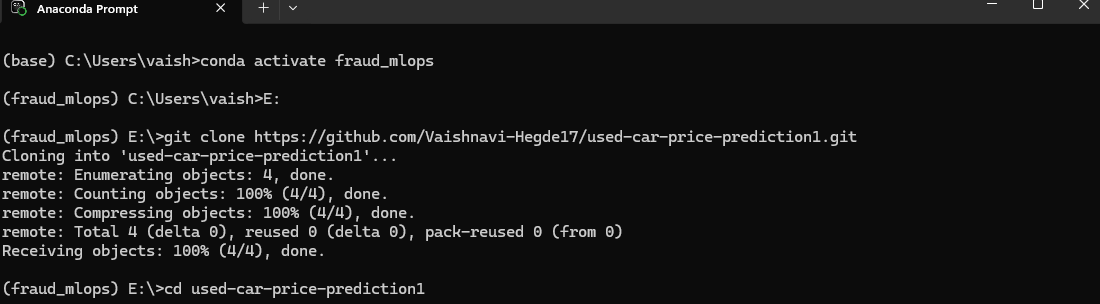 Anaconda Prompt
(base) C:\Users\vaish>conda activate fraud_mlops
(fraud_mlops) C:\Users\vaish>E:
(fraud_mlops) E:\>git clone https://github.com/Vaishnavi-Hegde17/used-car-price-prediction1.git
Cloning into 'used-car-price-prediction1'...
remote: Enumerating objects: 4, done.
remote: Counting objects: 100% (4/4), done.
remote: Compressing objects: 100% (4/4), done.
remote: Total 4 (delta 0), reused 0 (delta 0), pack-reused 0 (from 0)
Receiving objects: 100% (4/4), done.
(fraud_mlops) E:\>cd used-car-price-prediction1